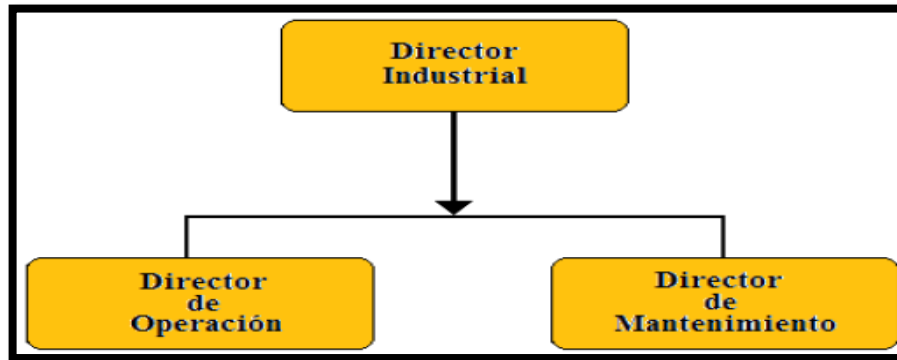 Director
Industrial
Director
de
Operación
Director
de
Mantenimiento